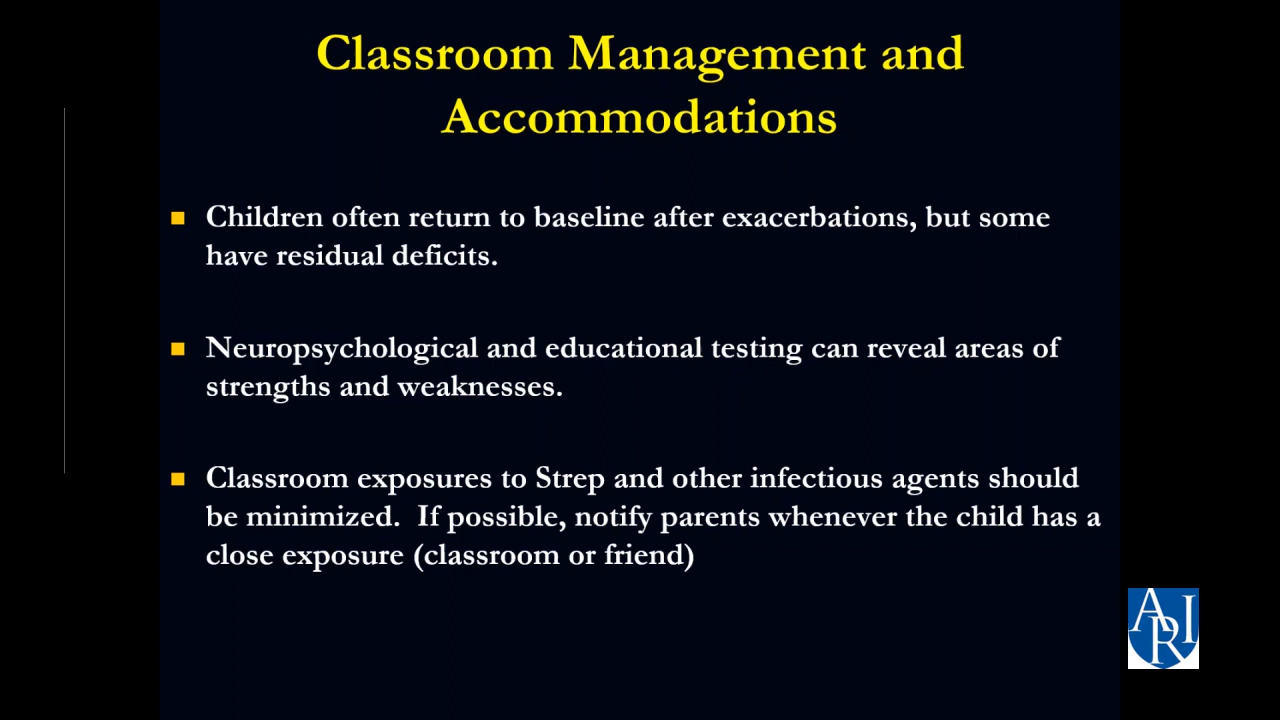 Classroom Management and
Accommodations
Children often return to baseline after exacerbations, but some
have residual deficits.
Neuropsychological and educational testing can reveal areas of
strengths and weaknesses.
Classroom exposures to Strep and other infectious agents should
be minimized.  If possible, notify parents whenever the child has a
close exposure (classroom or friend)
ARI